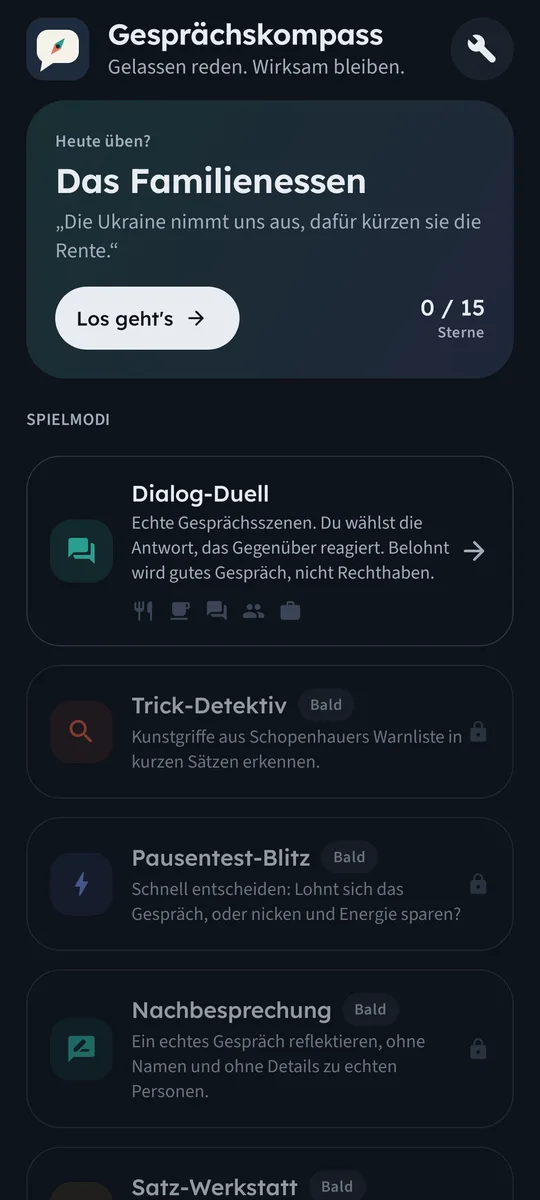 Gesprächskompass
Gelassen reden. Wirksam bleiben.
Heute üben?
Das Familienessen
„Die Ukraine nimmt uns aus, dafür kürzen sie die
Rente.“
Los geht's
0 / 15
Sterne
SPIELMODI
Dialog-Duell
Echte Gesprächsszenen. Du wählst die
Antwort, das Gegenüber reagiert. Belohnt
wird gutes Gespräch, nicht Rechthaben.
Trick-Detektiv Bald
Kunstgriffe aus Schopenhauers Warnliste in
kurzen Sätzen erkennen.
Pausentest-Blitz Bald
Schnell entscheiden: Lohnt sich das
Gespräch, oder nicken und Energie sparen?
Nachbesprechung Bald
Ein echtes Gespräch reflektieren, ohne
Namen und ohne Details zu echten
Personen.
Satz-Werkstatt Bald